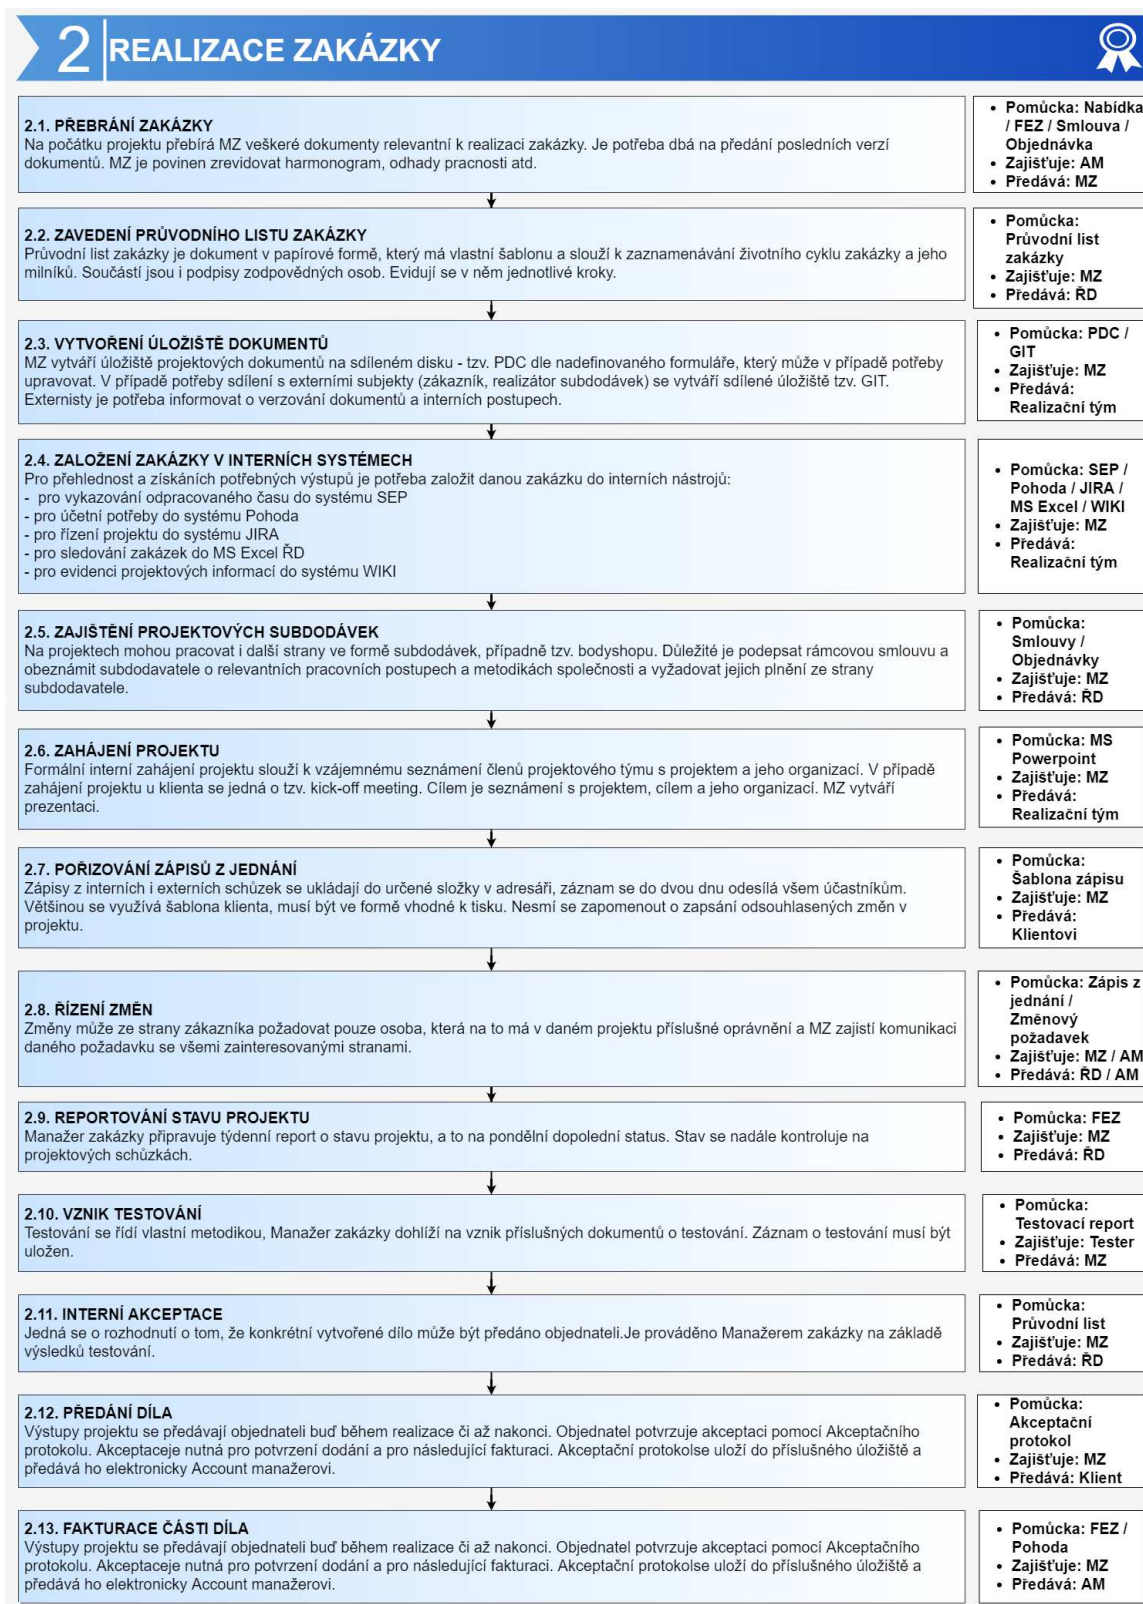 2 REALIZACE ZAKÁZKY
2.1. PŘEBRÁNÍ ZAKÁZKY
Na počátku projektu přebírá MZ veškeré dokumenty relevantní k realizaci zakázky. Je potřeba dbá na předání posledních verzí
dokumentů. MZ je povinen zrevidovat harmonogram, odhady pracnosti atd.
• Pomůcka: Nabídka
/ FEZ / Smlouva /
Objednávka
• Zajišťuje: AM
• Předává: MZ
2.2. ZAVEDENÍ PRŮVODNÍHO LISTU ZAKÁZKY
Průvodní list zakázky je dokument v papírové formě, který má vlastní šablonu a slouží k zaznamenávání životního cyklu zakázky a jeho
milníků. Součástí jsou i podpisy zodpovědných osob. Evidují se v něm jednotlivé kroky.
• Pomůcka:
Průvodní list
zakázky
• Zajišťuje: MZ
• Předává: ŘD
2.3. VYTVOŘENÍ ÚLOŽIŠTĚ DOKUMENTŮ
MZ vytváří úložiště projektových dokumentů na sdíleném disku - tzv. PDC dle nadefinovaného formuláře, který může v případě potřeby
upravovat. V případě potřeby sdílení s externími subjekty (zákazník, realizátor subdodávek) se vytváří sdílené úložiště tzv. GIT.
Externisty je potřeba informovat o verzování dokumentů a interních postupech.
• Pomůcka: PDC /
GIT
• Zajišťuje: MZ
• Předává:
Realizační tým
2.4. ZALOŽENÍ ZAKÁZKY V INTERNÍCH SYSTÉMECH
Pro přehlednost a získáních potřebných výstupů je potřeba založit danou zakázku do interních nástrojů:
- pro vykazování odpracovaného času do systému SEP
- pro účetní potřeby do systému Pohoda
- pro řízení projektu do systému JIRA
- pro sledování zakázek do MS Excel ŘD
- pro evidenci projektových informací do systému WIKI
• Pomůcka: SEP /
Pohoda / JIRA /
MS Excel / WIKI
• Zajišťuje: MZ
• Předává:
Realizační tým
2.5. ZAJIŠTĚNÍ PROJEKTOVÝCH SUBDODÁVEK
Na projektech mohou pracovat i další strany ve formě subdodávek, případně tzv. bodyshopu. Důležité je podepsat rámcovou smlouvu a
obeznámit subdodavatele o relevantních pracovních postupech a metodikách společnosti a vyžadovat jejich plnění ze strany
subdodavatele.
• Pomůcka:
Smlouvy /
Objednávky
• Zajišťuje: MZ
• Předává: ŘD
2.6. ZAHÁJENÍ PROJEKTU
Formální interní zahájení projektu slouží k vzájemnému seznámení členů projektového týmu s projektem a jeho organizací. V případě
zahájení projektu u klienta se jedná o tzv. kick-off meeting. Cílem je seznámení s projektem, cílem a jeho organizací. MZ vytváří
prezentaci.
• Pomůcka: MS
Powerpoint
• Zajišťuje: MZ
• Předává:
Realizační tým
2.7. POŘIZOVÁNÍ ZÁPISŮ Z JEDNÁNÍ
Zápisy z interních i externích schůzek se ukládají do určené složky v adresáři, záznam se do dvou dnu odesílá všem účastníkům.
Většinou se využívá šablona klienta, musí být ve formě vhodné k tisku. Nesmí se zapomenout o zapsání odsouhlasených změn v
projektu.
• Pomůcka:
Šablona zápisu
• Zajišťuje: MZ
• Předává:
Klientovi
2.8. ŘÍZENÍ ZMĚN
Změny může ze strany zákazníka požadovat pouze osoba, která na to má v daném projektu příslušné oprávnění a MZ zajistí komunikaci
daného požadavku se všemi zainteresovanými stranami.
• Pomůcka: Zápis z
jednání /
Změnový
požadavek
• Zajišťuje: MZ / AM
• Předává: ŘD / AM
2.9. REPORTOVÁNÍ STAVU PROJEKTU
Manažer zakázky připravuje týdenní report o stavu projektu, a to na pondělní dopolední status. Stav se nadále kontroluje na
projektových schůzkách.
• Pomůcka: FEZ
• Zajišťuje: MZ
• Předává: ŘD
2.10. VZNIK TESTOVÁNÍ
Testování se řídí vlastní metodikou, Manažer zakázky dohlíží na vznik příslušných dokumentů o testování. Záznam o testování musí být
uložen.
• Pomůcka:
Testovací report
• Zajišťuje: Tester
• Předává: MZ
2.11. INTERNÍ AKCEPTACE
Jedná se o rozhodnutí o tom, že konkrétní vytvořené dílo může být předáno objednateli.Je prováděno Manažerem zakázky na základě
výsledků testování.
• Pomůcka:
Průvodní list
• Zajišťuje: MZ
• Předává: ŘD
2.12. PŘEDÁNÍ DÍLA
Výstupy projektu se předávají objednateli buď během realizace či až nakonci. Objednatel potvrzuje akceptaci pomocí Akceptačního
protokolu. Akceptaceje nutná pro potvrzení dodání a pro následující fakturaci. Akceptační protokolse uloží do příslušného úložiště a
předává ho elektronicky Account manažerovi.
• Pomůcka:
Akceptační
protokol
• Zajišťuje: MZ
• Předává: Klient
2.13. FAKTURACE ČÁSTI DÍLA
Výstupy projektu se předávají objednateli buď během realizace či až nakonci. Objednatel potvrzuje akceptaci pomocí Akceptačního
protokolu. Akceptaceje nutná pro potvrzení dodání a pro následující fakturaci. Akceptační protokolse uloží do příslušného úložiště a
předává ho elektronicky Account manažerovi.
• Pomůcka: FEZ /
Pohoda
• Zajišťuje: MZ
• Předává: AM